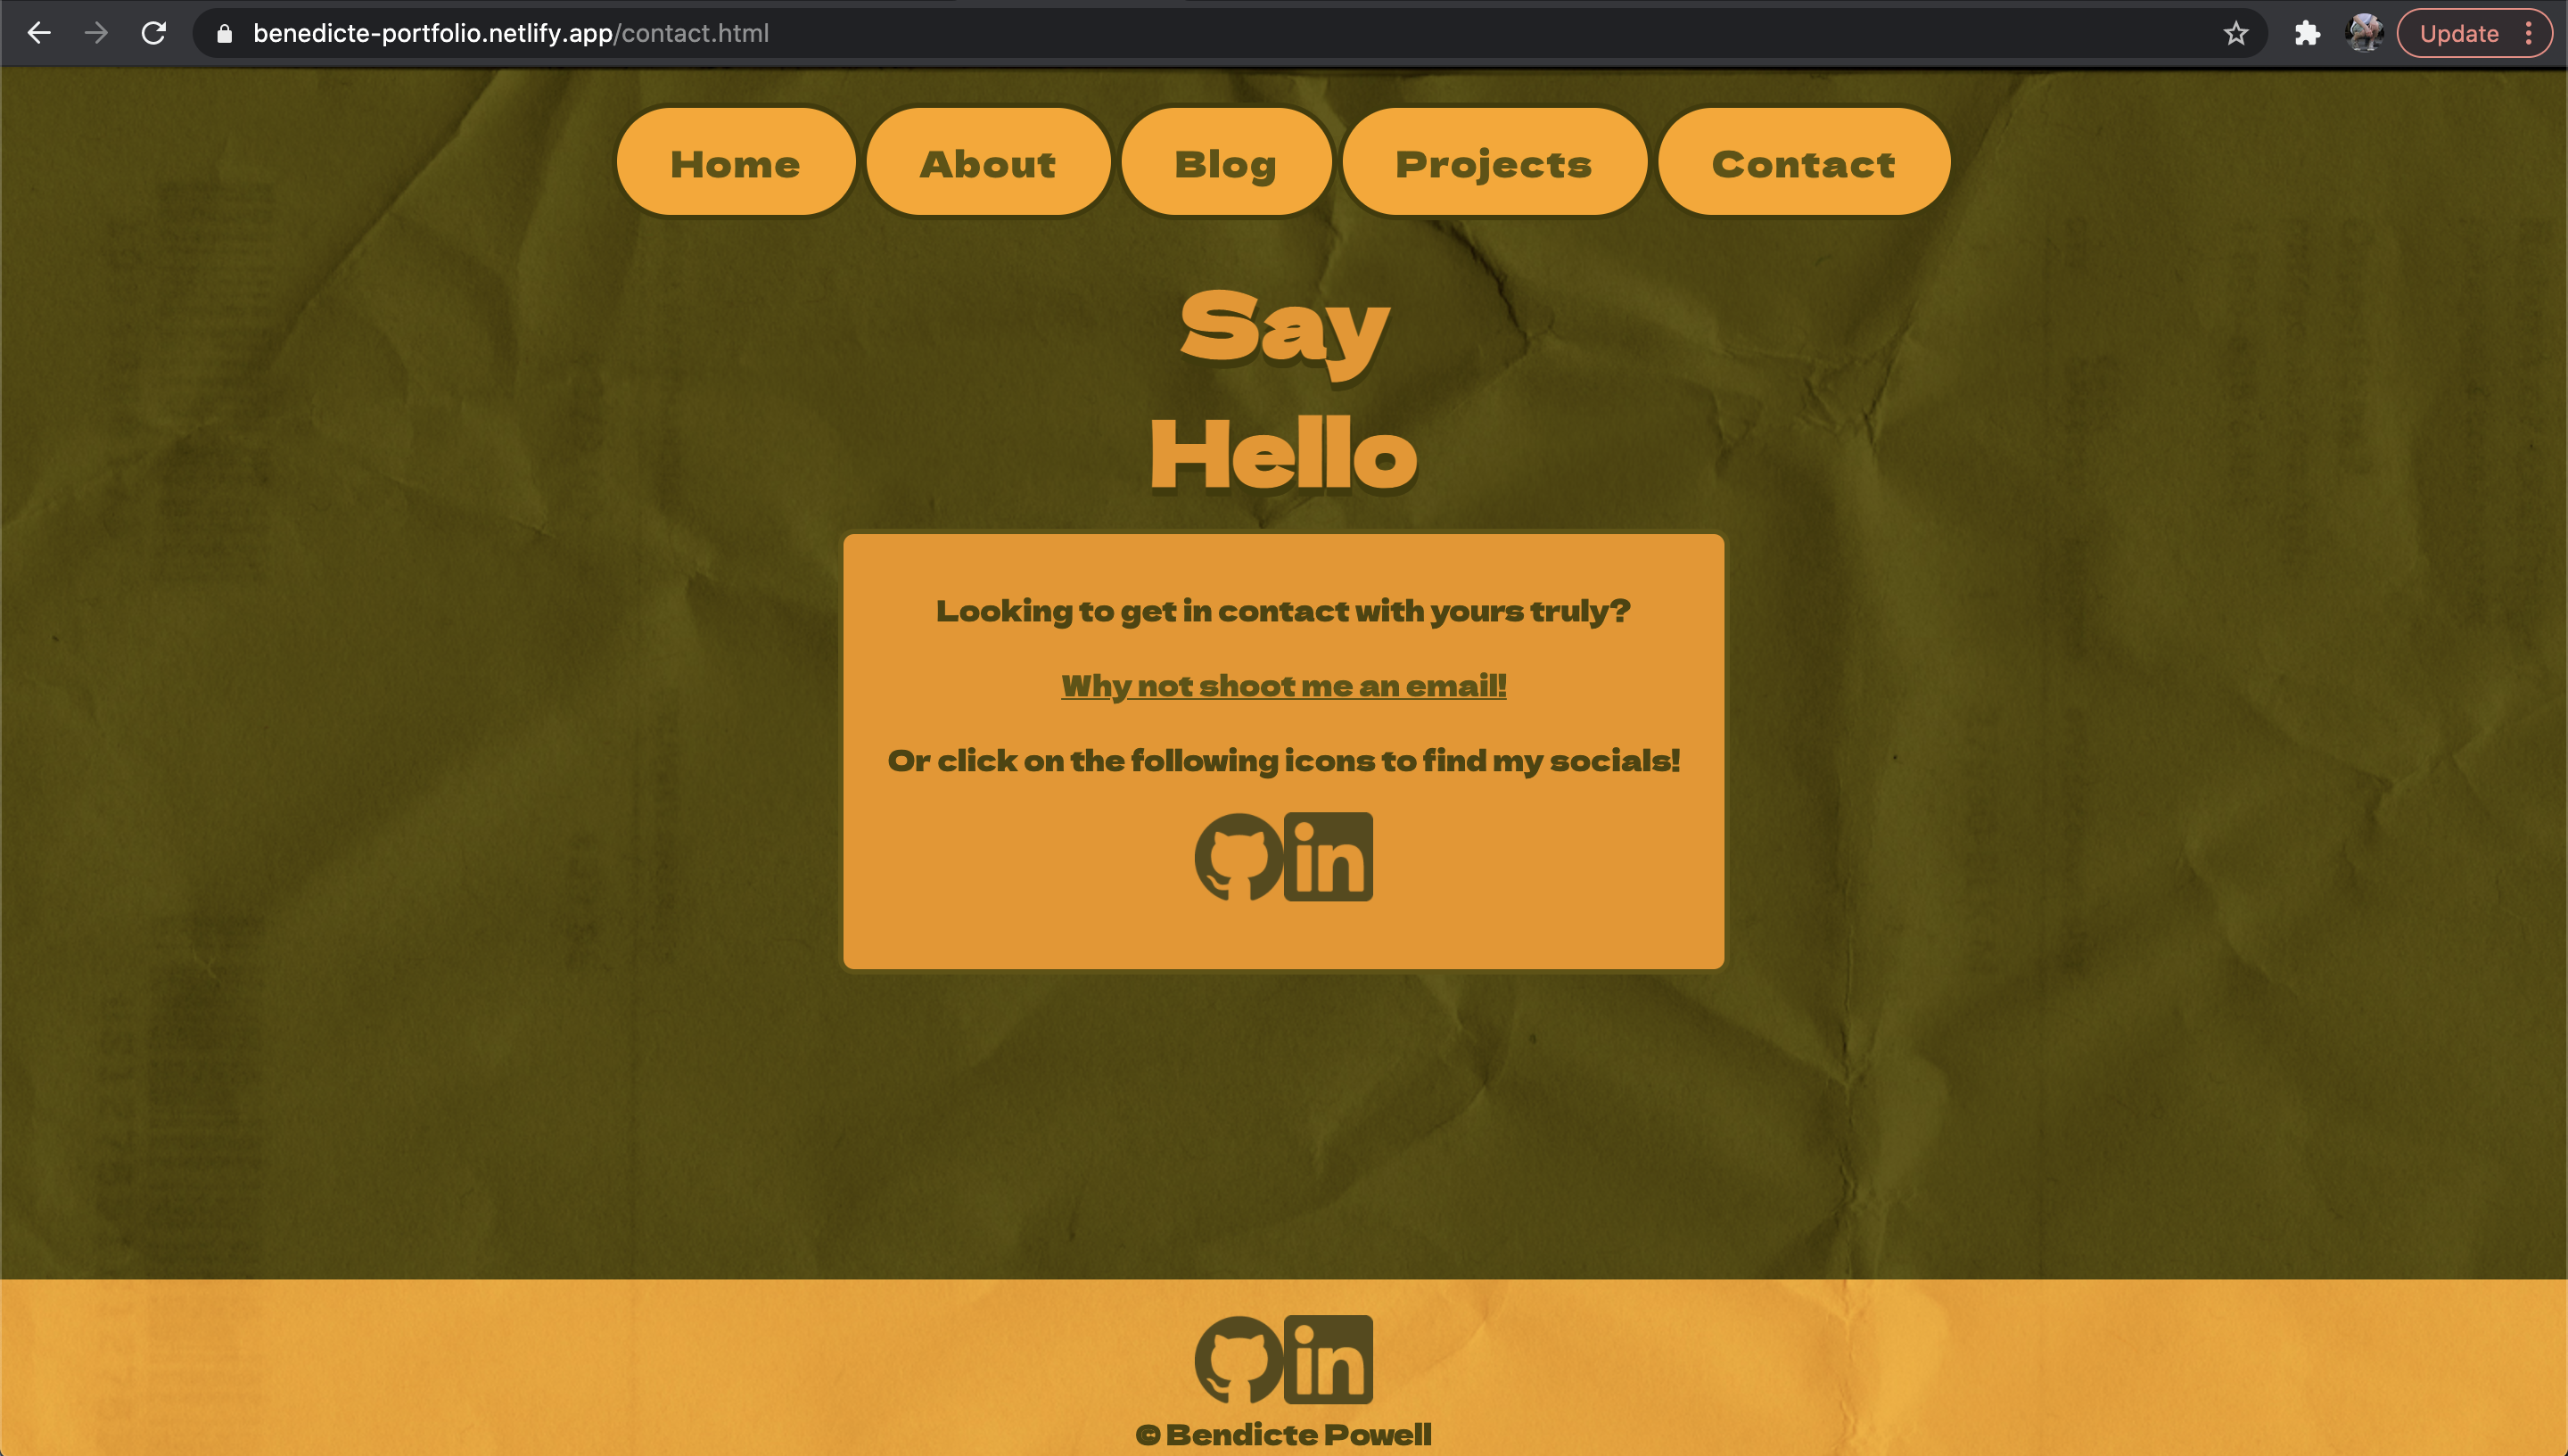 benedicte-portfolio.netlify.app/contact.html
Update
Home About Blog Projects Contact
Say
Hello
Looking to get in contact with yours truly?
Why not shoot me an email!
Or click on the following icons to find my socials!
in
in
© Bendicte Powell